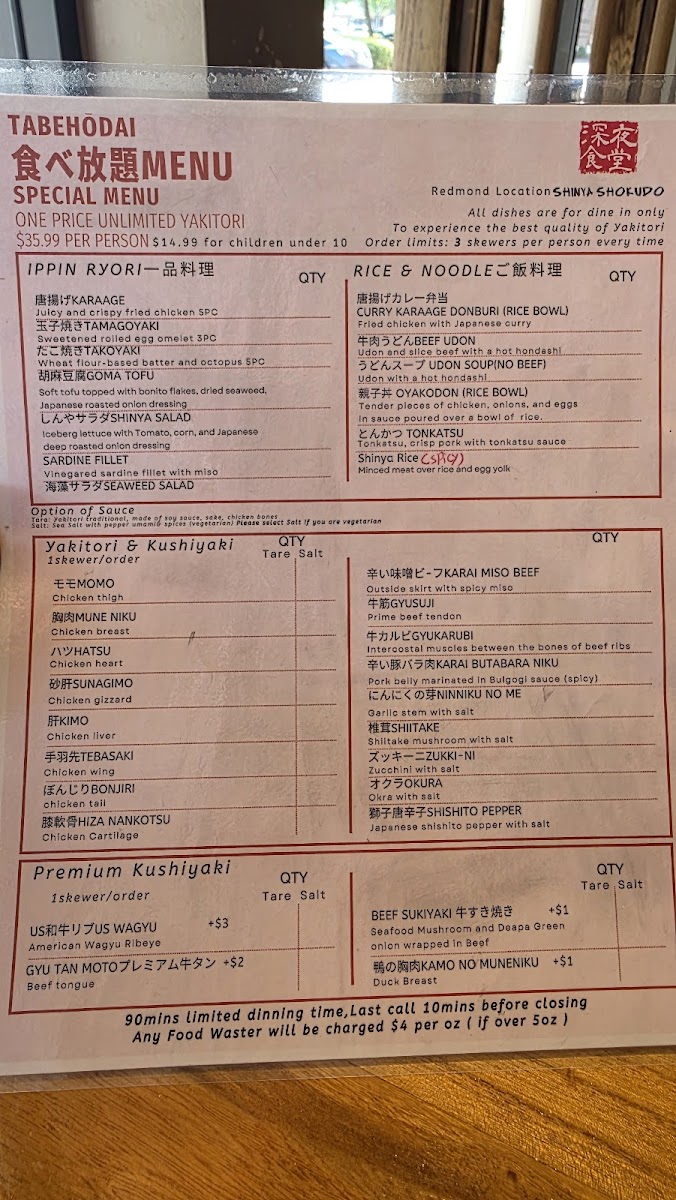 TABEHŌDAI
食べ放題MENU
SPECIAL MENU
ONE PRICE UNLIMITED YAKITORI
$35.99 PER PERSON $14.99 for children under 10
深夜
食堂
Redmond Location SHINYA SHOKUDO
All dishes are for dine in only
To experience the best quality of Yakitori
Order limits: 3 skewers per person every time
IPPIN RYORI一品料理
QTY
唐揚げKARAAGE
Juicy and crispy fried chicken 5PC
玉子焼きTAMAGOYAKI
Sweetened rolled egg omelet 3PC
たこ焼きTAKOYAKI
Wheat flour-based batter and octopus 5PC
胡麻豆腐GOMA TOFU
Soft tofu topped with bonito flakes, dried seaweed,
Japanese roasted onion dressing
しんやサラダSHINYA SALAD
Iceberg lettuce with Tomato, corn, and Japanese
deep roasted onion dressing
SARDINE FILLET
Vinegared sardine fillet with miso
海藻サラダSEAWEED SALAD
RICE & NOODLEご飯料理
QTY
唐揚げカレー弁当
CURRY KARAAGE DONBURI (RICE BOWL)
Fried chicken with Japanese curry
牛肉うどんBEEF UDON
Udon and slice beef with a hot hondashi
うどんスープ UDON SOUP(NO BEEF)
Udon with a hot hondashi
親子丼 OYAKODON (RICE BOWL)
Tender pieces of chicken, onions, and eggs
in sauce poured over a bowl of rice.
とんかつ TONKATSU
Tonkatsu, crisp pork with tonkatsu sauce
Shinya Rice (spicy)
Minced meat over rice and egg yolk
Option of Sauce
Tare: Yakitori traditional, made of soy sauce, sake, chicken bones
Salt: Sea Salt with pepper umami& spices (vegetarian) Please select Salt if you are vegetarian
Yakitori & Kushiyaki
1skewer/order
QTY
Tare Salt
モモMOMO
Chicken thigh
胸肉MUNE NIKU
Chicken breast
ハツHATSU
Chicken heart
砂肝SUNAGIMO
Chicken gizzard
肝KIMO
Chicken liver
手羽先TEBASAKI
Chicken wing
ぼんじりBONJIRI
chicken tail
膝軟骨HIZA NANKOTSU
Chicken Cartilage
QTY
辛い味噌ビーフKARAI MISO BEEF
Outside skirt with spicy miso
牛筋GYUSUJI
Prime beef tendon
牛カルビGYUKARUBI
Intercostal muscles between the bones of beef ribs
辛い豚バラ肉KARAI BUTABARA NIKU
Pork belly marinated in Bulgogi sauce (spicy)
にんにくの芽NINNIKU NO ME
Garlic stem with salt
椎茸SHIITAKE
Shiitake mushroom with salt
ズッキーニZUKKI-NI
Zucchini with salt
オクラOKURA
Okra with salt
獅子唐辛子SHISHITO PEPPER
Japanese shishito pepper with salt
Premium Kushiyaki
1skewer/order
QTY
Tare Salt
US和牛リブUS WAGYU +$3
American Wagyu Ribeye
GYU TAN MOTOプレミアム牛タン +$2
Beef tongue
QTY
Tare Salt
BEEF SUKIYAKI 牛すき焼き +$1
Seafood Mushroom and Deapa Green
onion wrapped in Beef
鴨の胸肉KAMO NO MUNENIKU +$1
Duck Breast
90mins limited dinning time,Last call 10mins before closing
Any Food Waster will be charged $4 per oz ( if over 5oz )